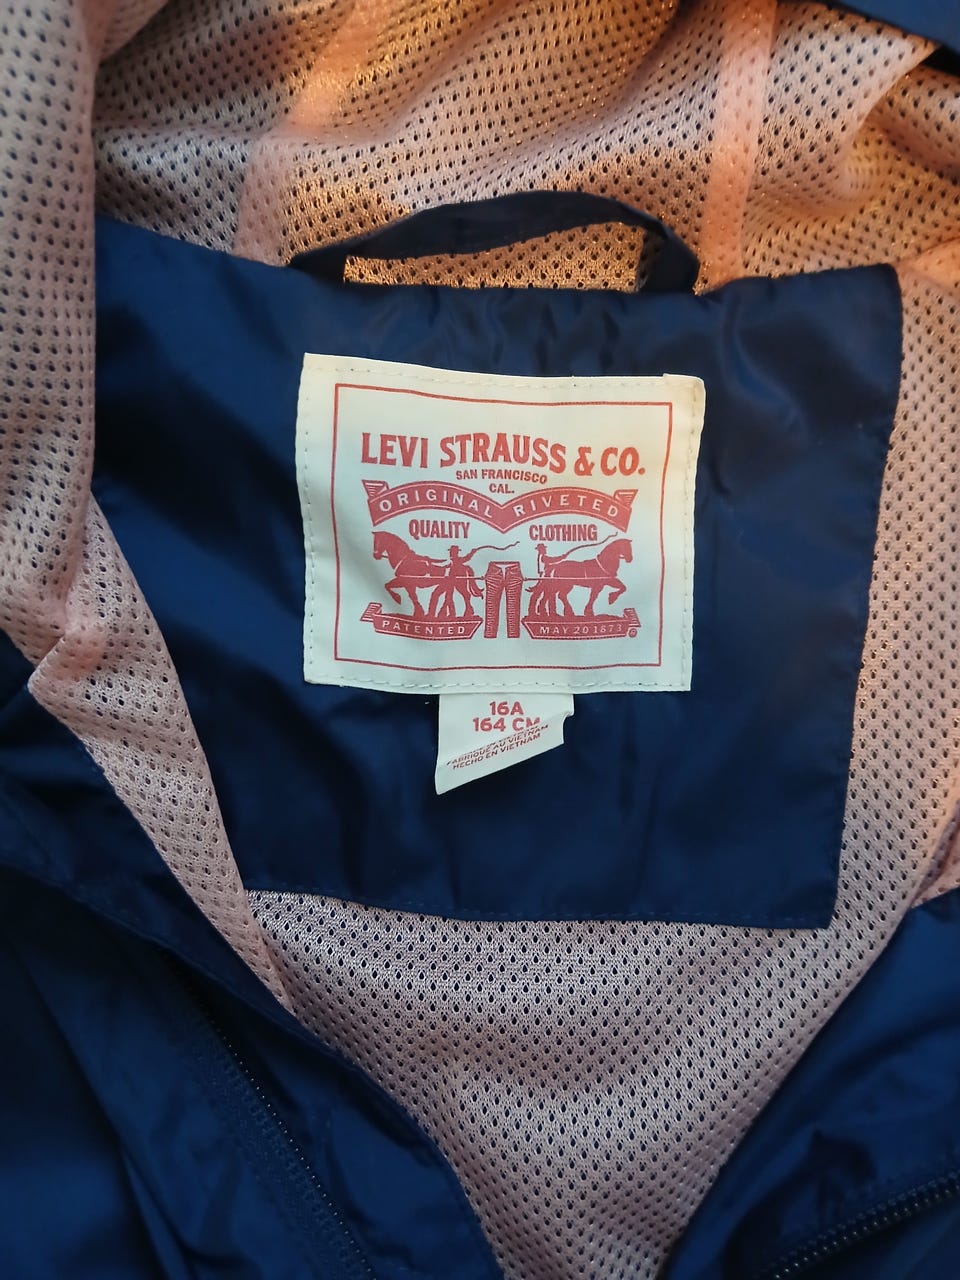 LEVI STRAUSS & CO.
SAN FRANCISCO
CAL.
ORIGINAL RIVETED
QUALITY CLOTHING
PATENTED MAY 20 1873
16A
164 CM
FABRIQUE AU VIETNAM
HECHO EN VIETNAM